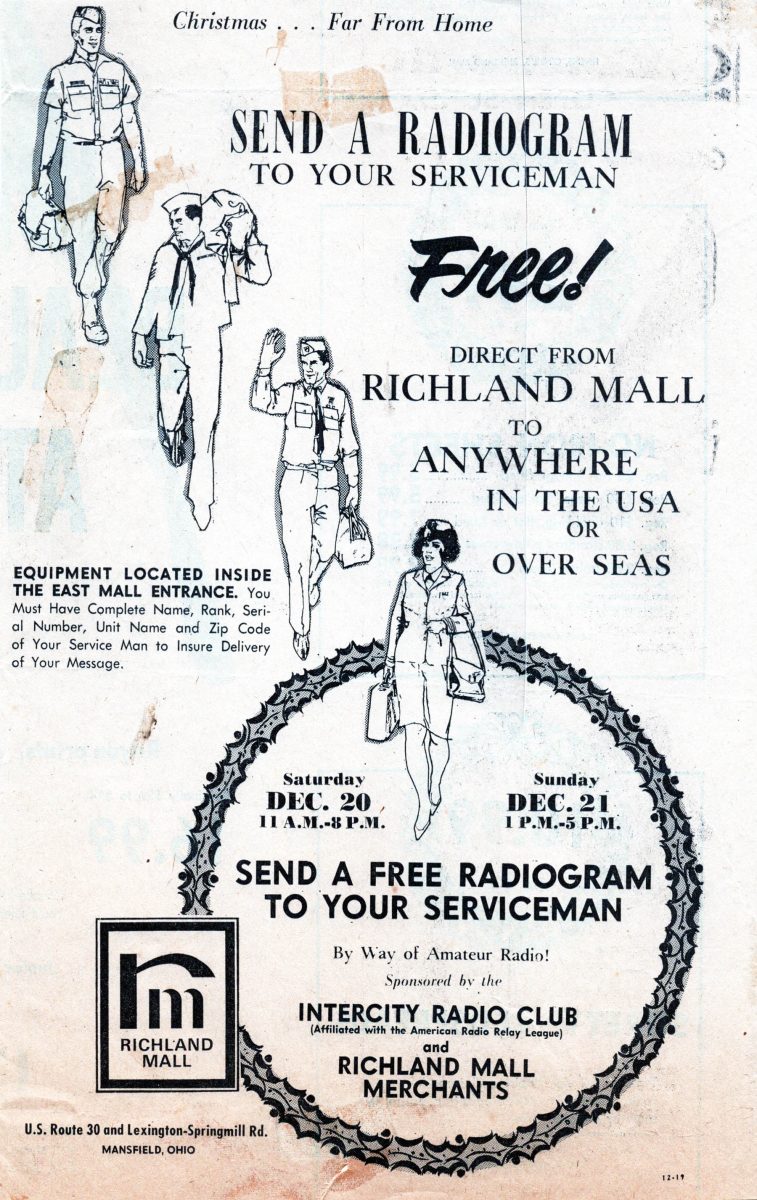 Christmas . . . Far From Home
SEND A RADIOGRAM
TO YOUR SERVICEMAN
Free!
DIRECT FROM
RICHLAND MALL
TO
ANYWHERE
IN THE USA
OR
OVER SEAS
EQUIPMENT LOCATED INSIDE
THE EAST MALL ENTRANCE. You
Must Have Complete Name, Rank, Seri-
al Number, Unit Name and Zip Code
of Your Service Man to Insure Delivery
of Your Message.
Saturday
DEC. 20
11 A.M.-8 P.M.
Sunday
DEC. 21
1 P.M.-5 P.M.
SEND A FREE RADIOGRAM
TO YOUR SERVICEMAN
By Way of Amateur Radio!
Sponsored by the
INTERCITY RADIO CLUB
(Affiliated with the American Radio Relay League)
and
RICHLAND MALL
MERCHANTS
rm
RICHLAND
MALL
U.S. Route 30 and Lexington-Springmill Rd.
MANSFIELD, OHIO
12-19